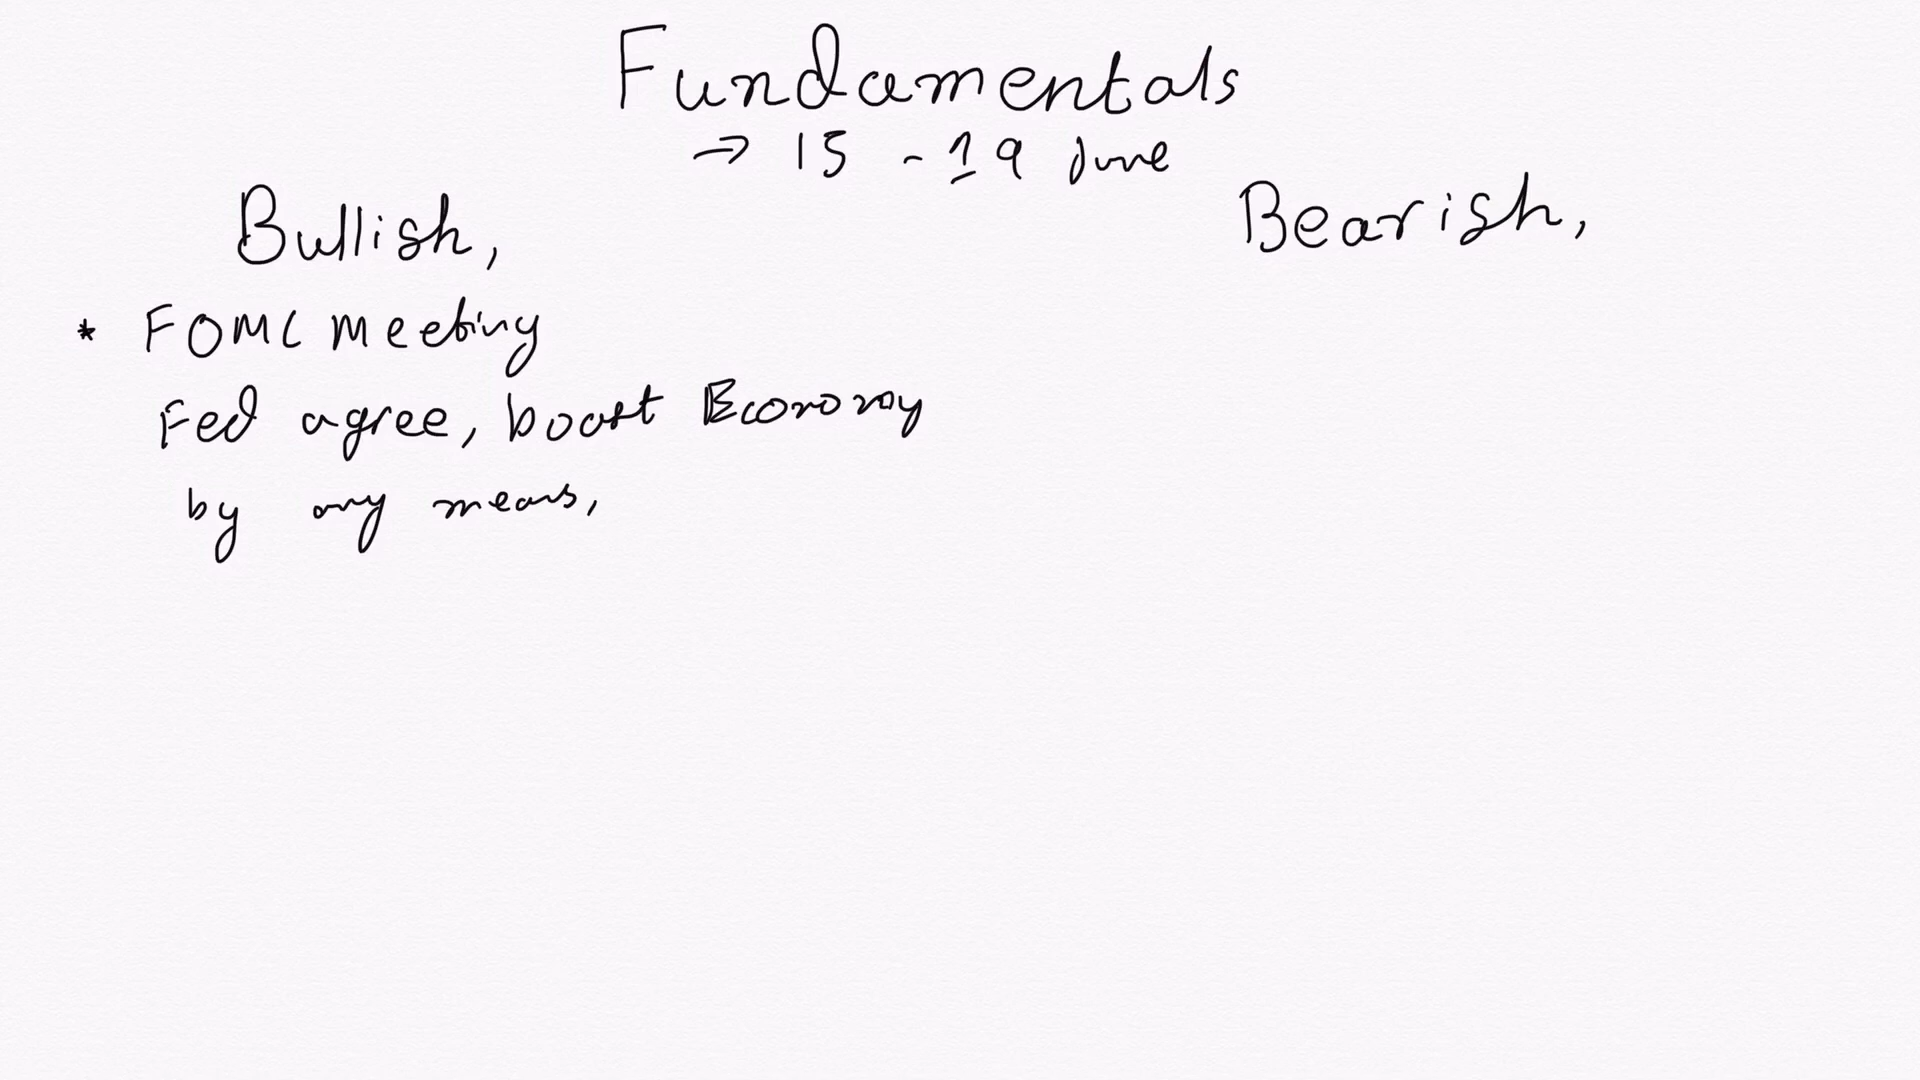 Fundamentals
→ 15 - 19 June
Bullish,
Bearish,
* FOMC Meeting
Fed agree, boost Economy
by any means,